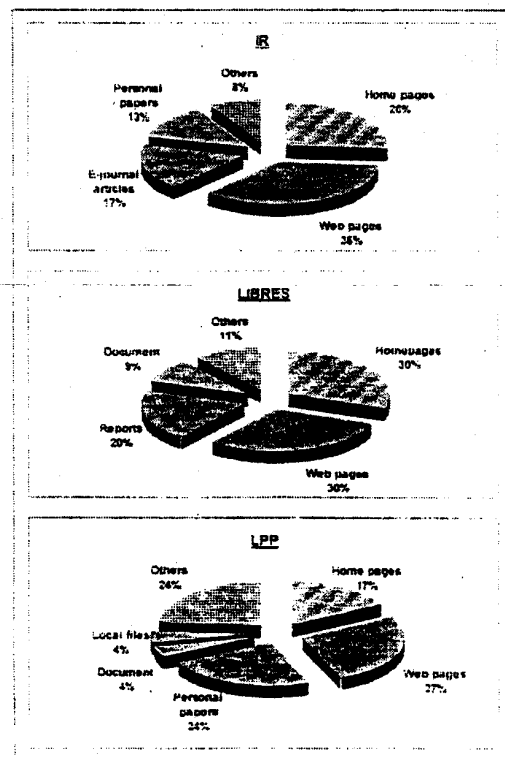 IR
Others
8%
Home pages
26%
Personal
papers
13%
E-journal
articles
17%
Web pages
36%
LIBRES
Others
11%
Homepages
30%
Document
9%
Reports
20%
Web pages
30%
LPP
Others
24%
Home pages
17%
Local files
4%
Document
4%
Personal
papers
24%
Web pages
27%